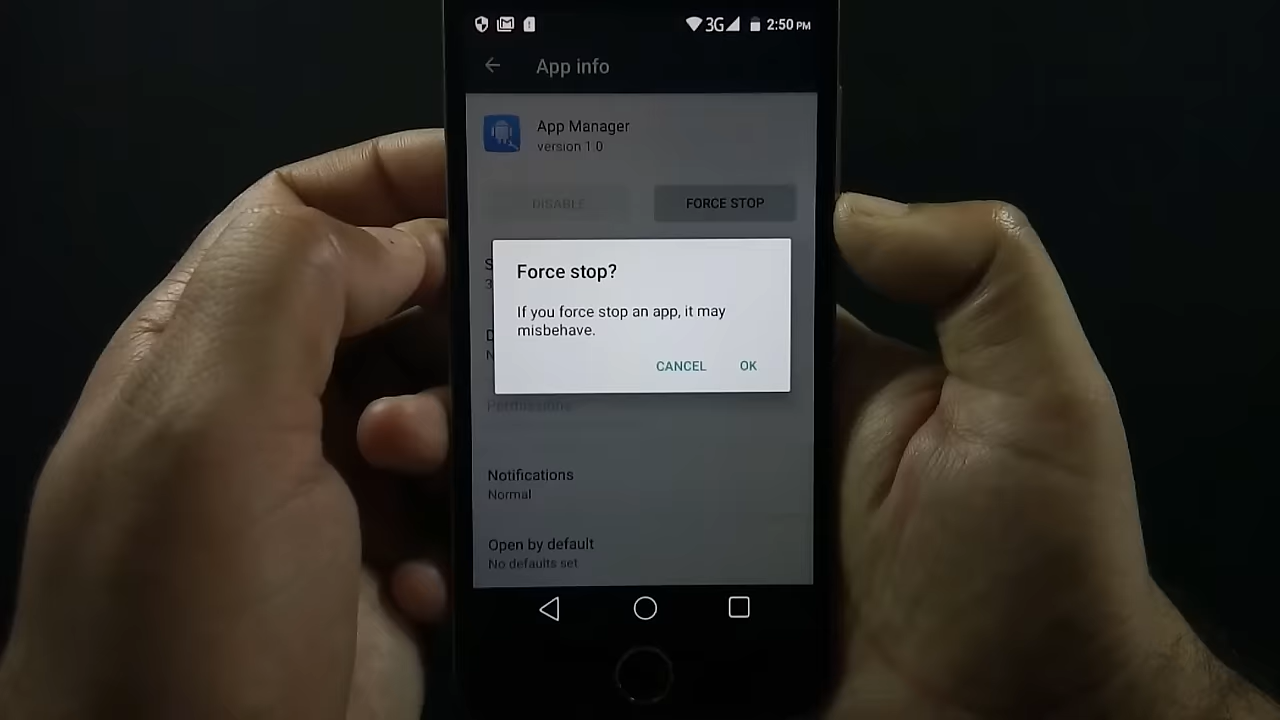 3G 2:50 PM
App info
App Manager
version 1.0
DISABLE
FORCE STOP
Force stop?
If you force stop an app, it may
misbehave.
CANCEL OK
Permissions
Notifications
Normal
Open by default
No defaults set